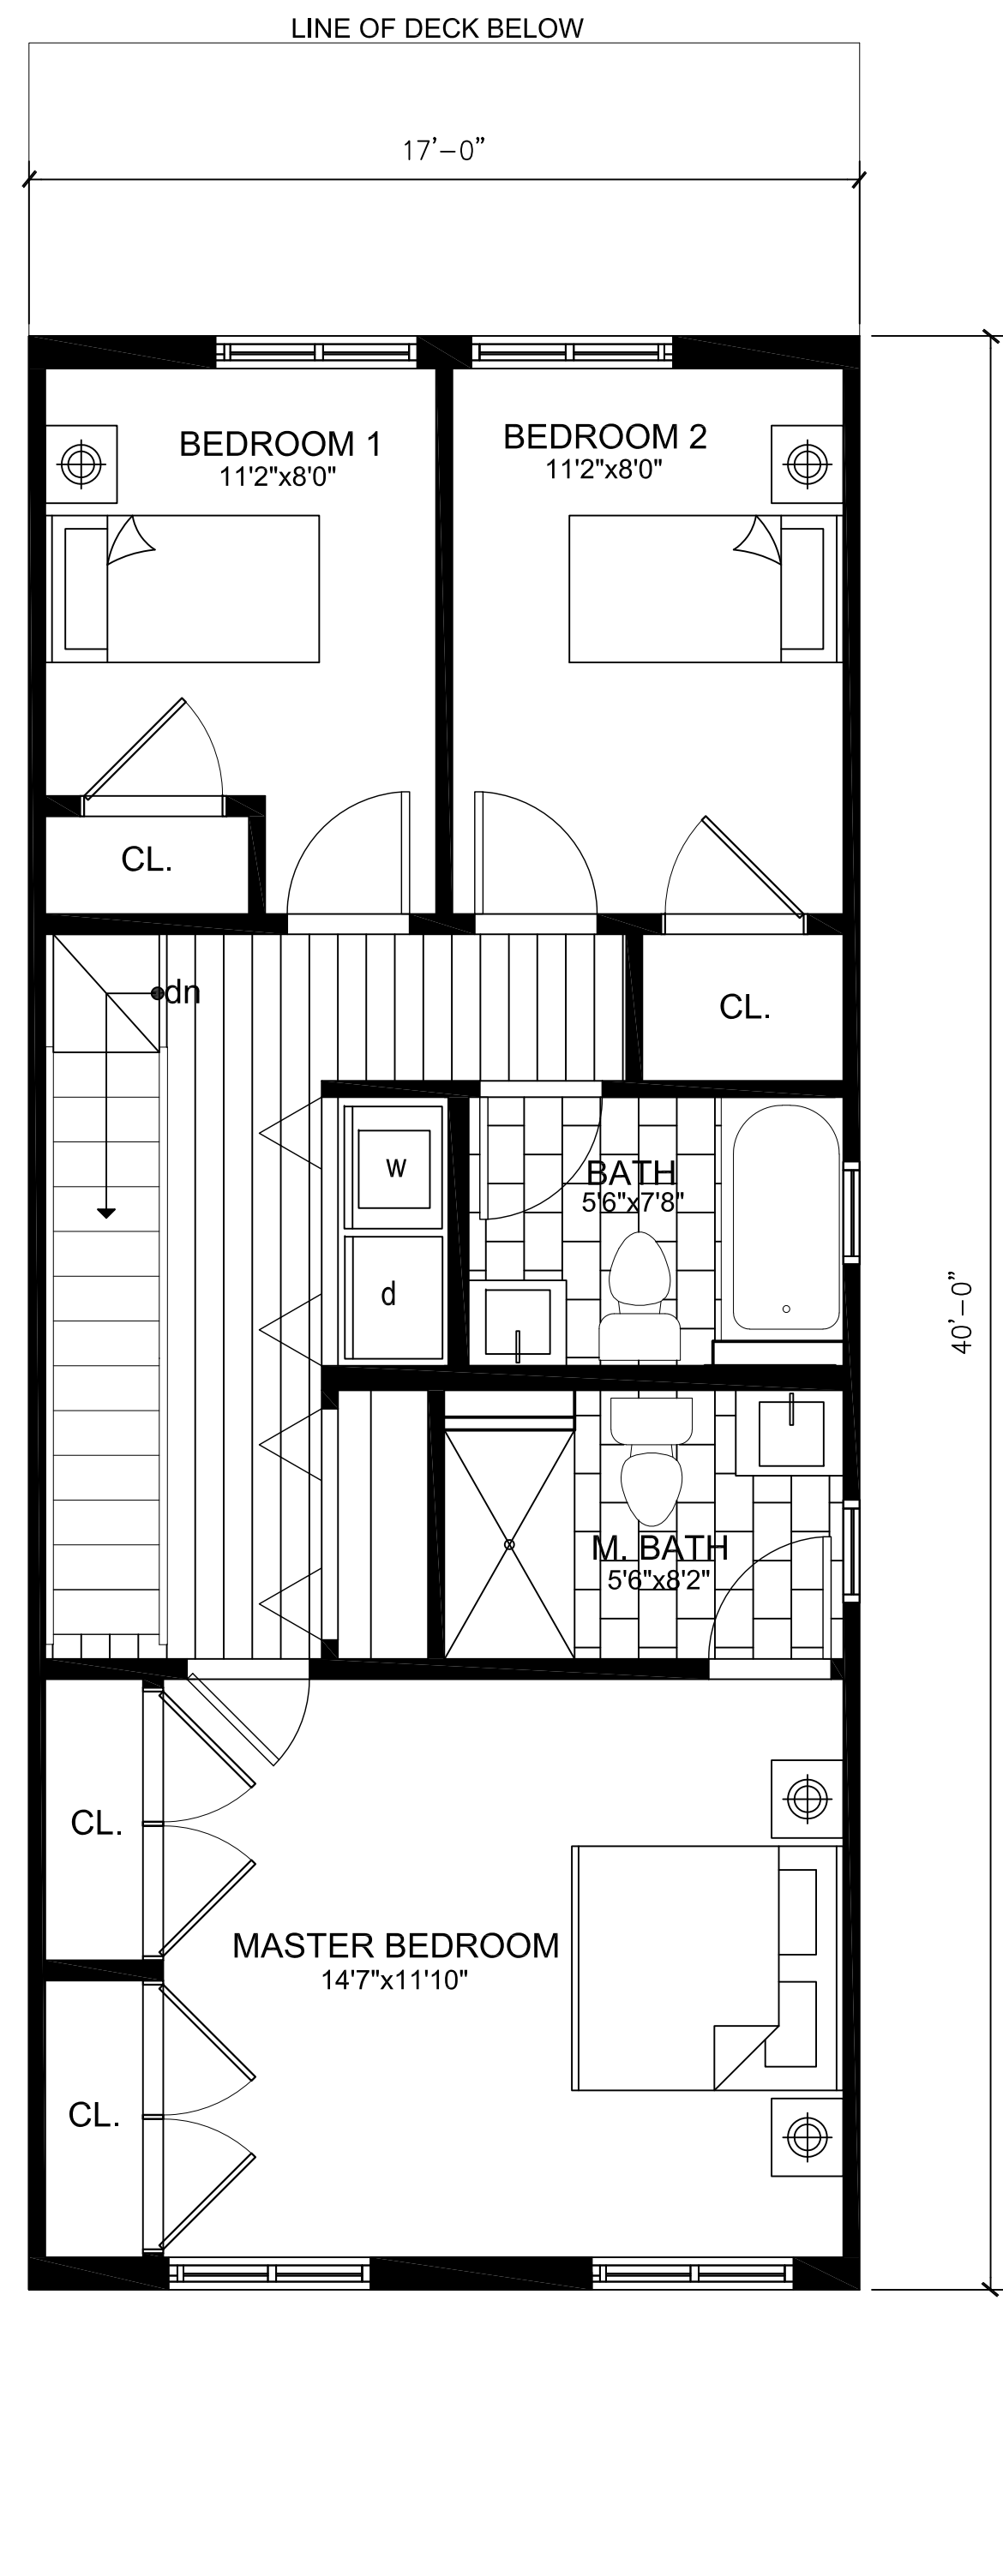 LINE OF DECK BELOW
17’-0”
BEDROOM 1
11'2"x8'0"
BEDROOM 2
11'2"x8'0"
CL.
dn
CL.
w
BATH
5'6"x7'8"
d
40’-0”
M. BATH
5'6"x8'2"
CL.
MASTER BEDROOM
14'7"x11'10"
CL.